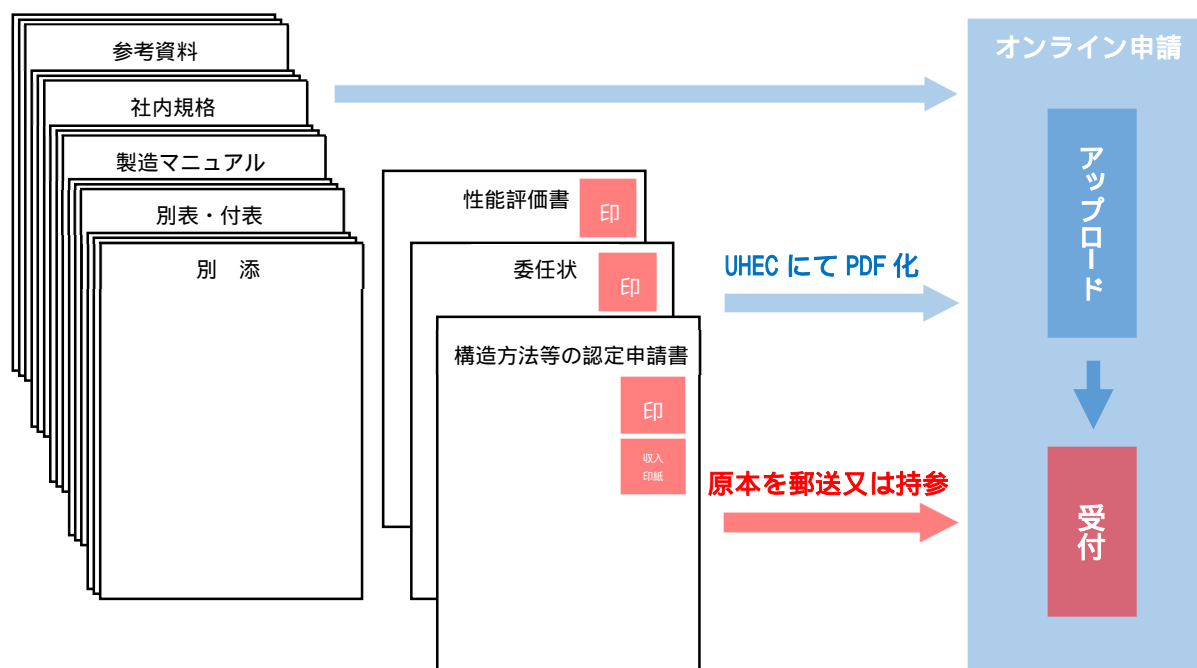 参考資料
社内規格
製造マニュアル
別表・付表
別　添
性能評価書
印
委任状
印
構造方法等の認定申請書
印
収入
印紙
UHEC にて PDF 化
原本を郵送又は持参
オンライン申請
アップロード
受付